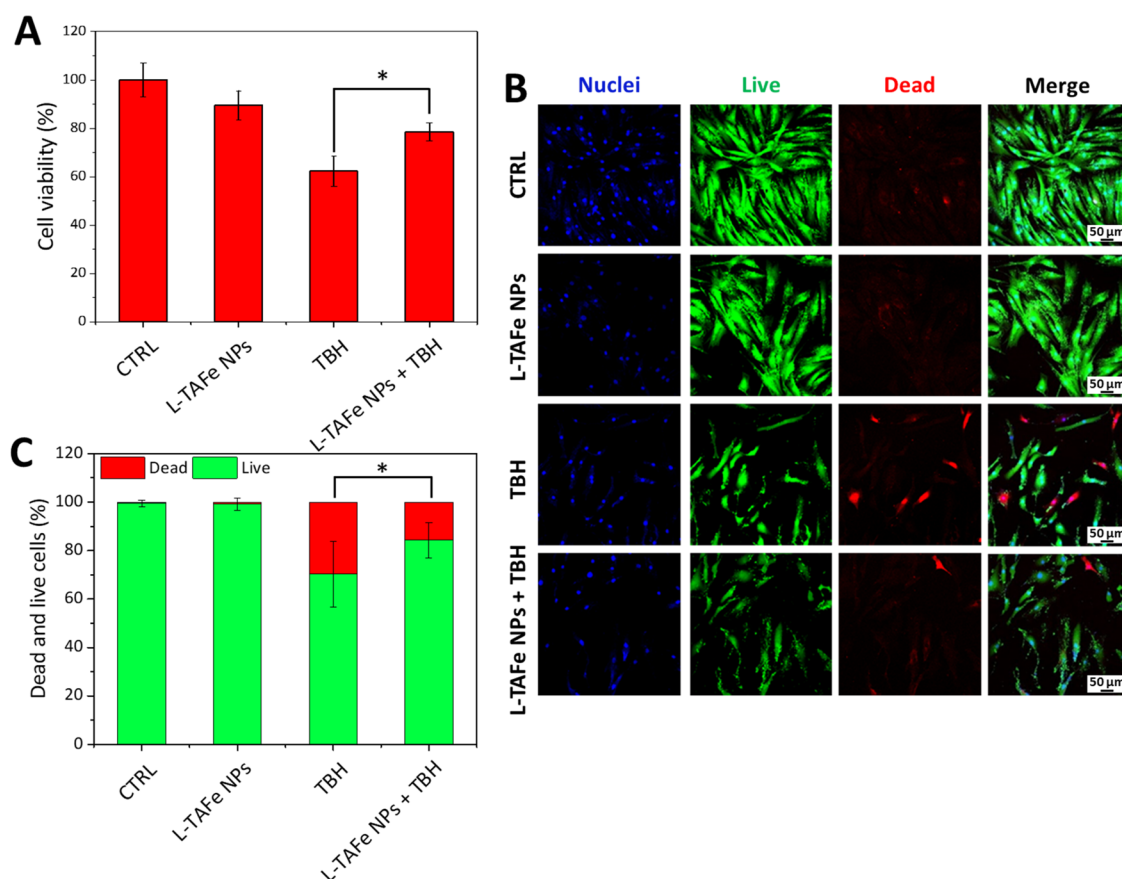 A
Cell viability (%)
120
100
80
60
40
20
0
*
CTRL
L-TAFe NPs
TBH
L-TAFe NPs + TBH
B
Nuclei Live Dead Merge
CTRL
50 µm
L-TAFe NPs
50 µm
TBH
50 µm
L-TAFe NPs + TBH
50 µm
C
Dead and live cells (%)
120
100
80
60
40
20
0
Dead Live
*
CTRL
L-TAFe NPs
TBH
L-TAFe NPs + TBH